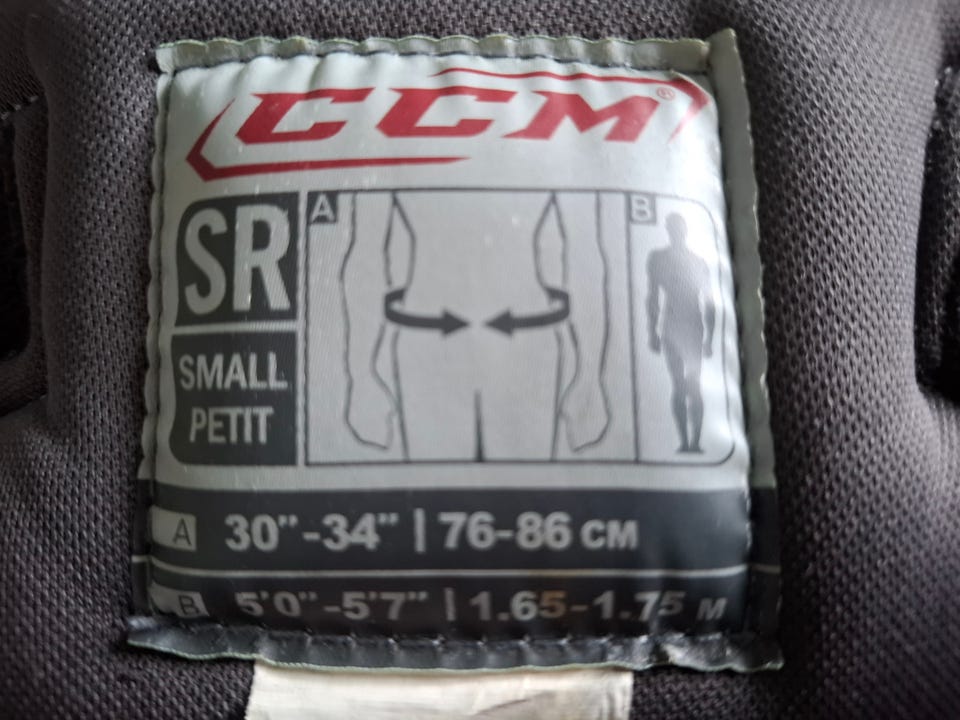 CCM®
SR
SMALL
PETIT
A
B
A 30"-34" | 76-86 CM
B 5'0"-5'7" | 1.65-1.75 M